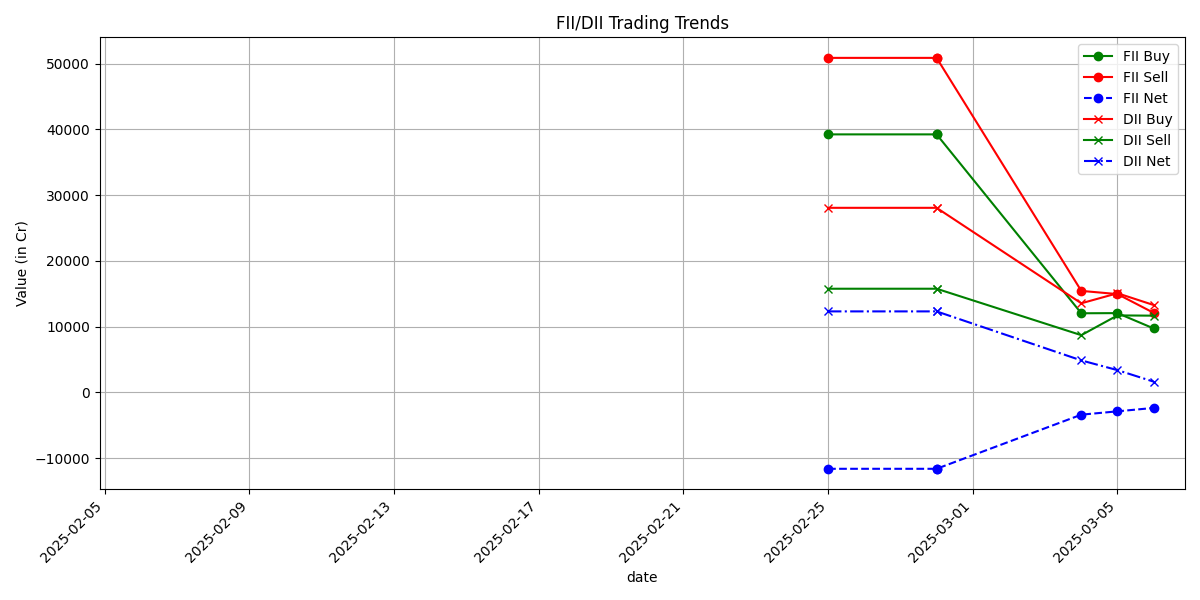 FII/DII Trading Trends
FII Buy
FII Sell
FII Net
DII Buy
DII Sell
DII Net
Value (in Cr)
50000
40000
30000
20000
10000
0
−10000
2025-02-05
2025-02-09
2025-02-13
2025-02-17
2025-02-21
2025-02-25
2025-03-01
2025-03-05
date